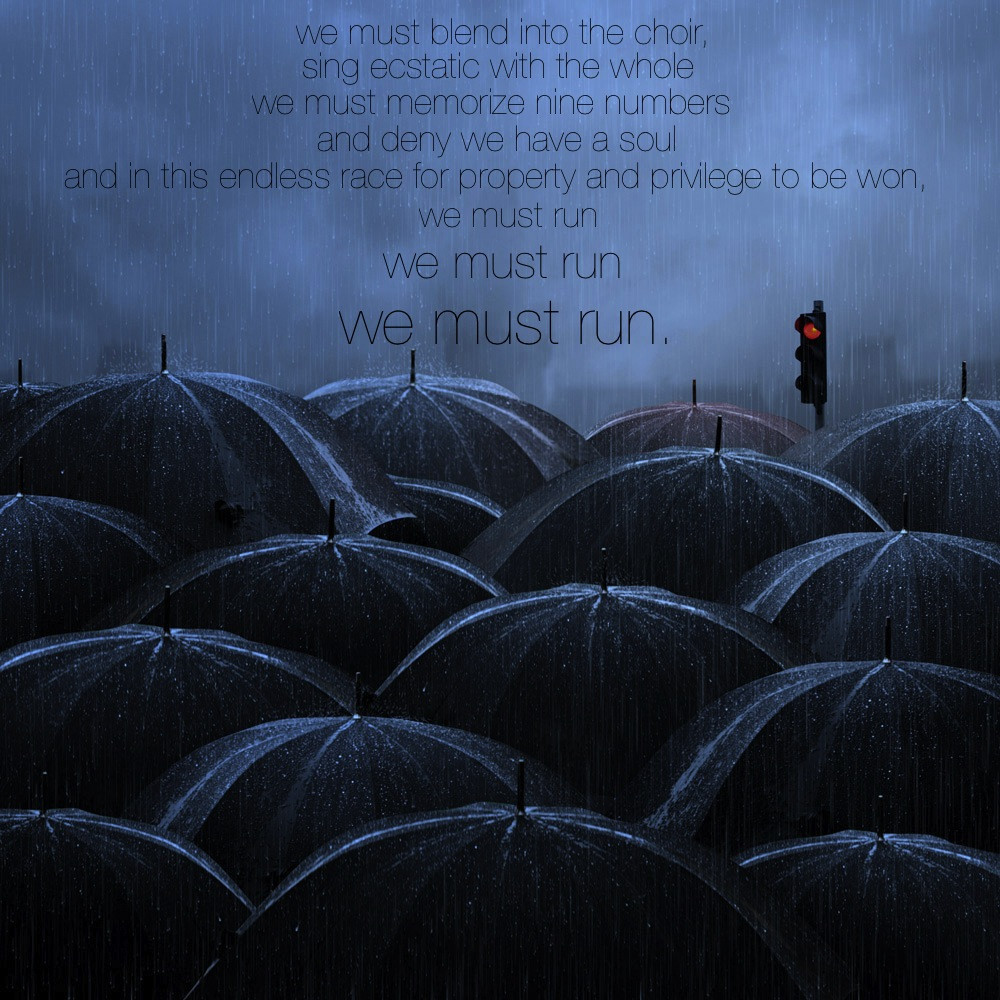 we must blend into the choir,
sing ecstatic with the whole
we must memorize nine numbers
and deny we have a soul
and in this endless race for property and privilege to be won,
we must run
we must run
we must run.